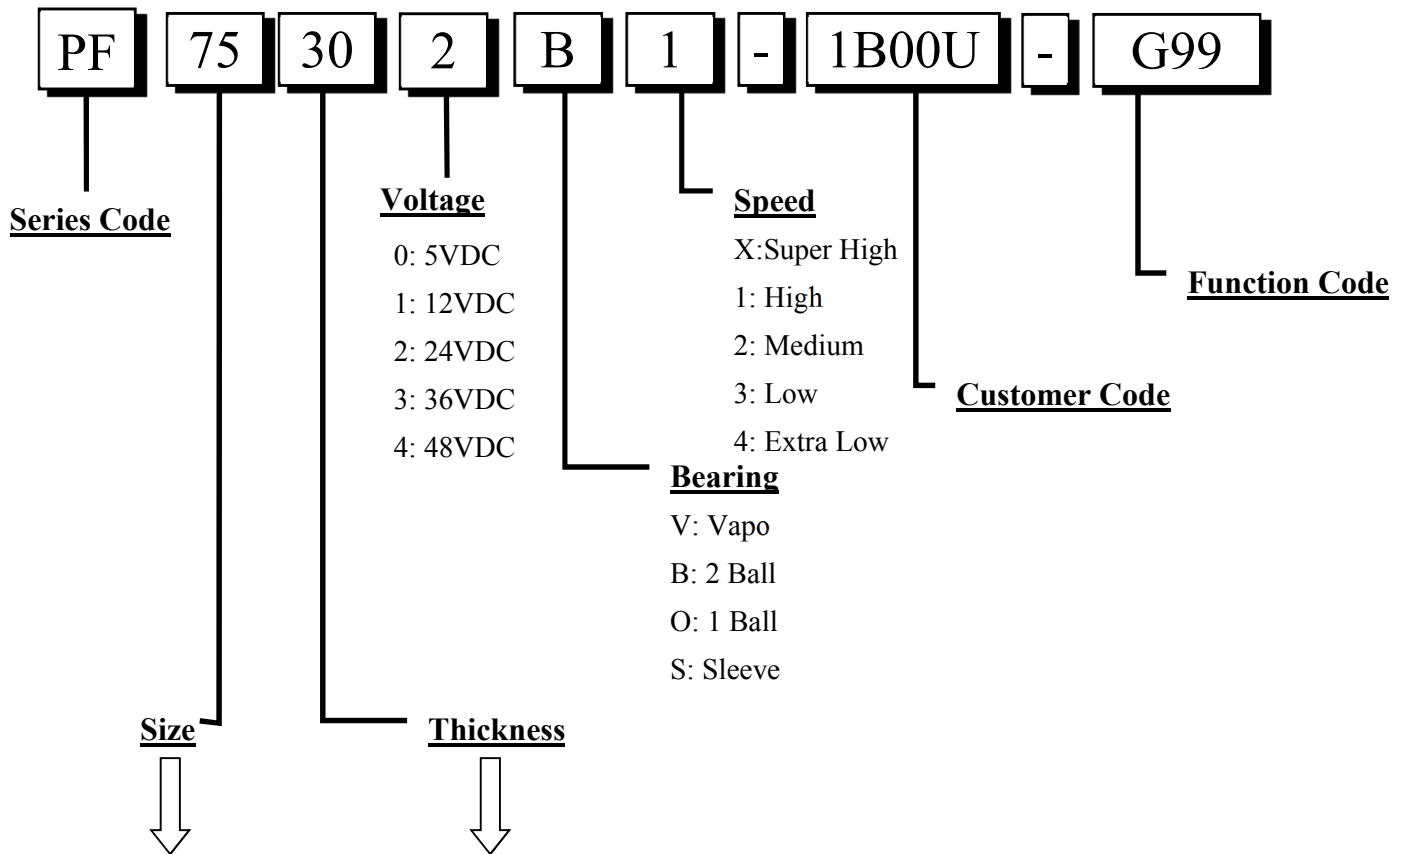 PF 75 30 2 B 1 - 1B00U - G99
Series Code
Voltage
0: 5VDC
1: 12VDC
2: 24VDC
3: 36VDC
4: 48VDC
Speed
X:Super High
1: High
2: Medium
3: Low
4: Extra Low
Function Code
Customer Code
Bearing
V: Vapo
B: 2 Ball
O: 1 Ball
S: Sleeve
Size
Thickness